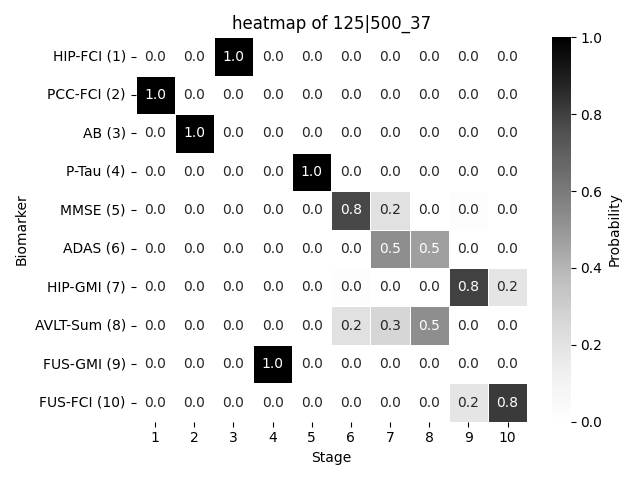 heatmap of 125|500_37
HIP-FCI (1) 0.0 0.0 1.0 0.0 0.0 0.0 0.0 0.0 0.0 0.0
PCC-FCI (2) 1.0 0.0 0.0 0.0 0.0 0.0 0.0 0.0 0.0 0.0
AB (3) 0.0 1.0 0.0 0.0 0.0 0.0 0.0 0.0 0.0 0.0
P-Tau (4) 0.0 0.0 0.0 0.0 1.0 0.0 0.0 0.0 0.0 0.0
MMSE (5) 0.0 0.0 0.0 0.0 0.0 0.8 0.2 0.0 0.0 0.0
ADAS (6) 0.0 0.0 0.0 0.0 0.0 0.0 0.5 0.5 0.0 0.0
HIP-GMI (7) 0.0 0.0 0.0 0.0 0.0 0.0 0.0 0.0 0.8 0.2
AVLT-Sum (8) 0.0 0.0 0.0 0.0 0.0 0.2 0.3 0.5 0.0 0.0
FUS-GMI (9) 0.0 0.0 0.0 1.0 0.0 0.0 0.0 0.0 0.0 0.0
FUS-FCI (10) 0.0 0.0 0.0 0.0 0.0 0.0 0.0 0.0 0.2 0.8
1 2 3 4 5 6 7 8 9 10
Stage
Biomarker
1.0
0.8
0.6
0.4
0.2
0.0
Probability